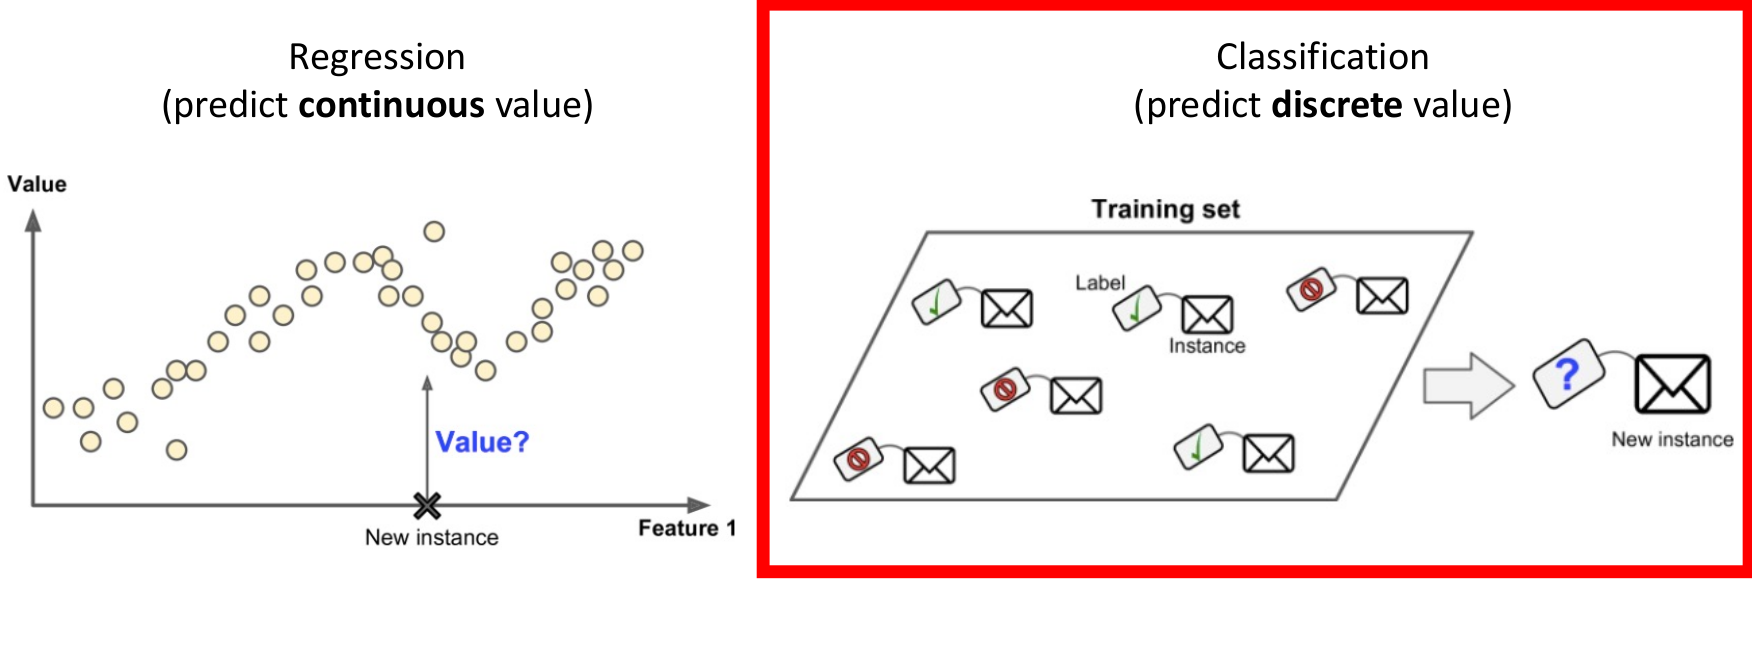 Regression
(predict continuous value)
Value
Value?
New instance
Feature 1
Classification
(predict discrete value)
Training set
Label
Instance
?
New instance